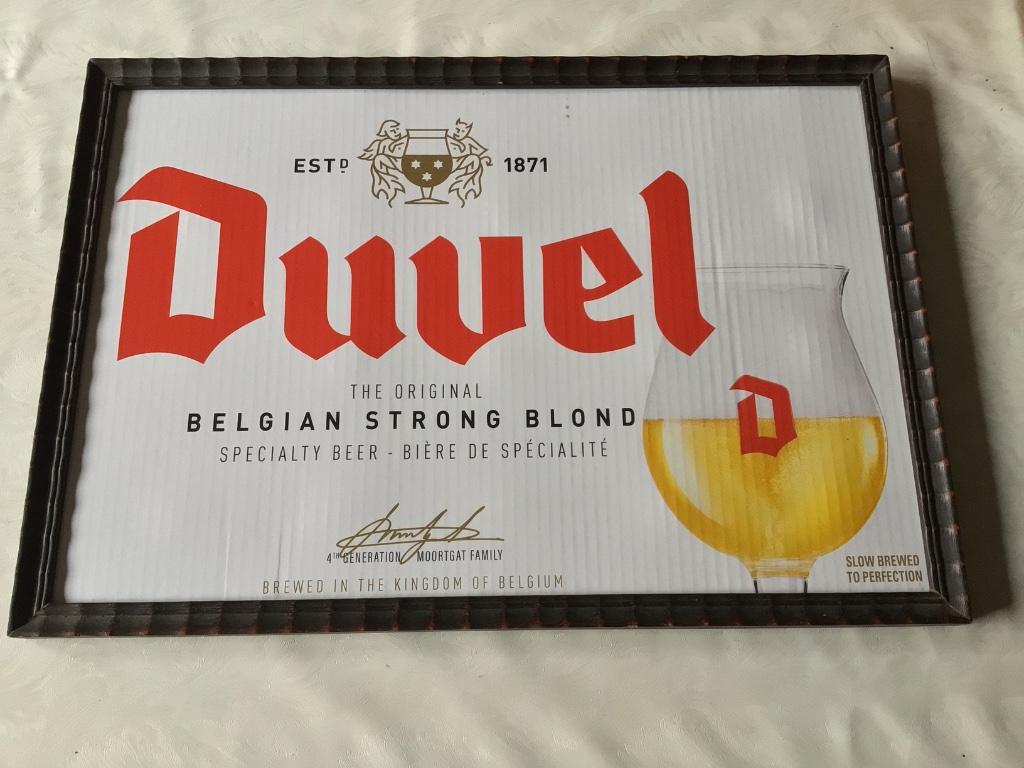 ESTD 1871
Duvel
THE ORIGINAL
BELGIAN STRONG BLOND
SPECIALTY BEER - BIÈRE DE SPÉCIALITÉ
D
4TH GENERATION MOORTGAT FAMILY
BREWED IN THE KINGDOM OF BELGIUM
SLOW BREWED
TO PERFECTION